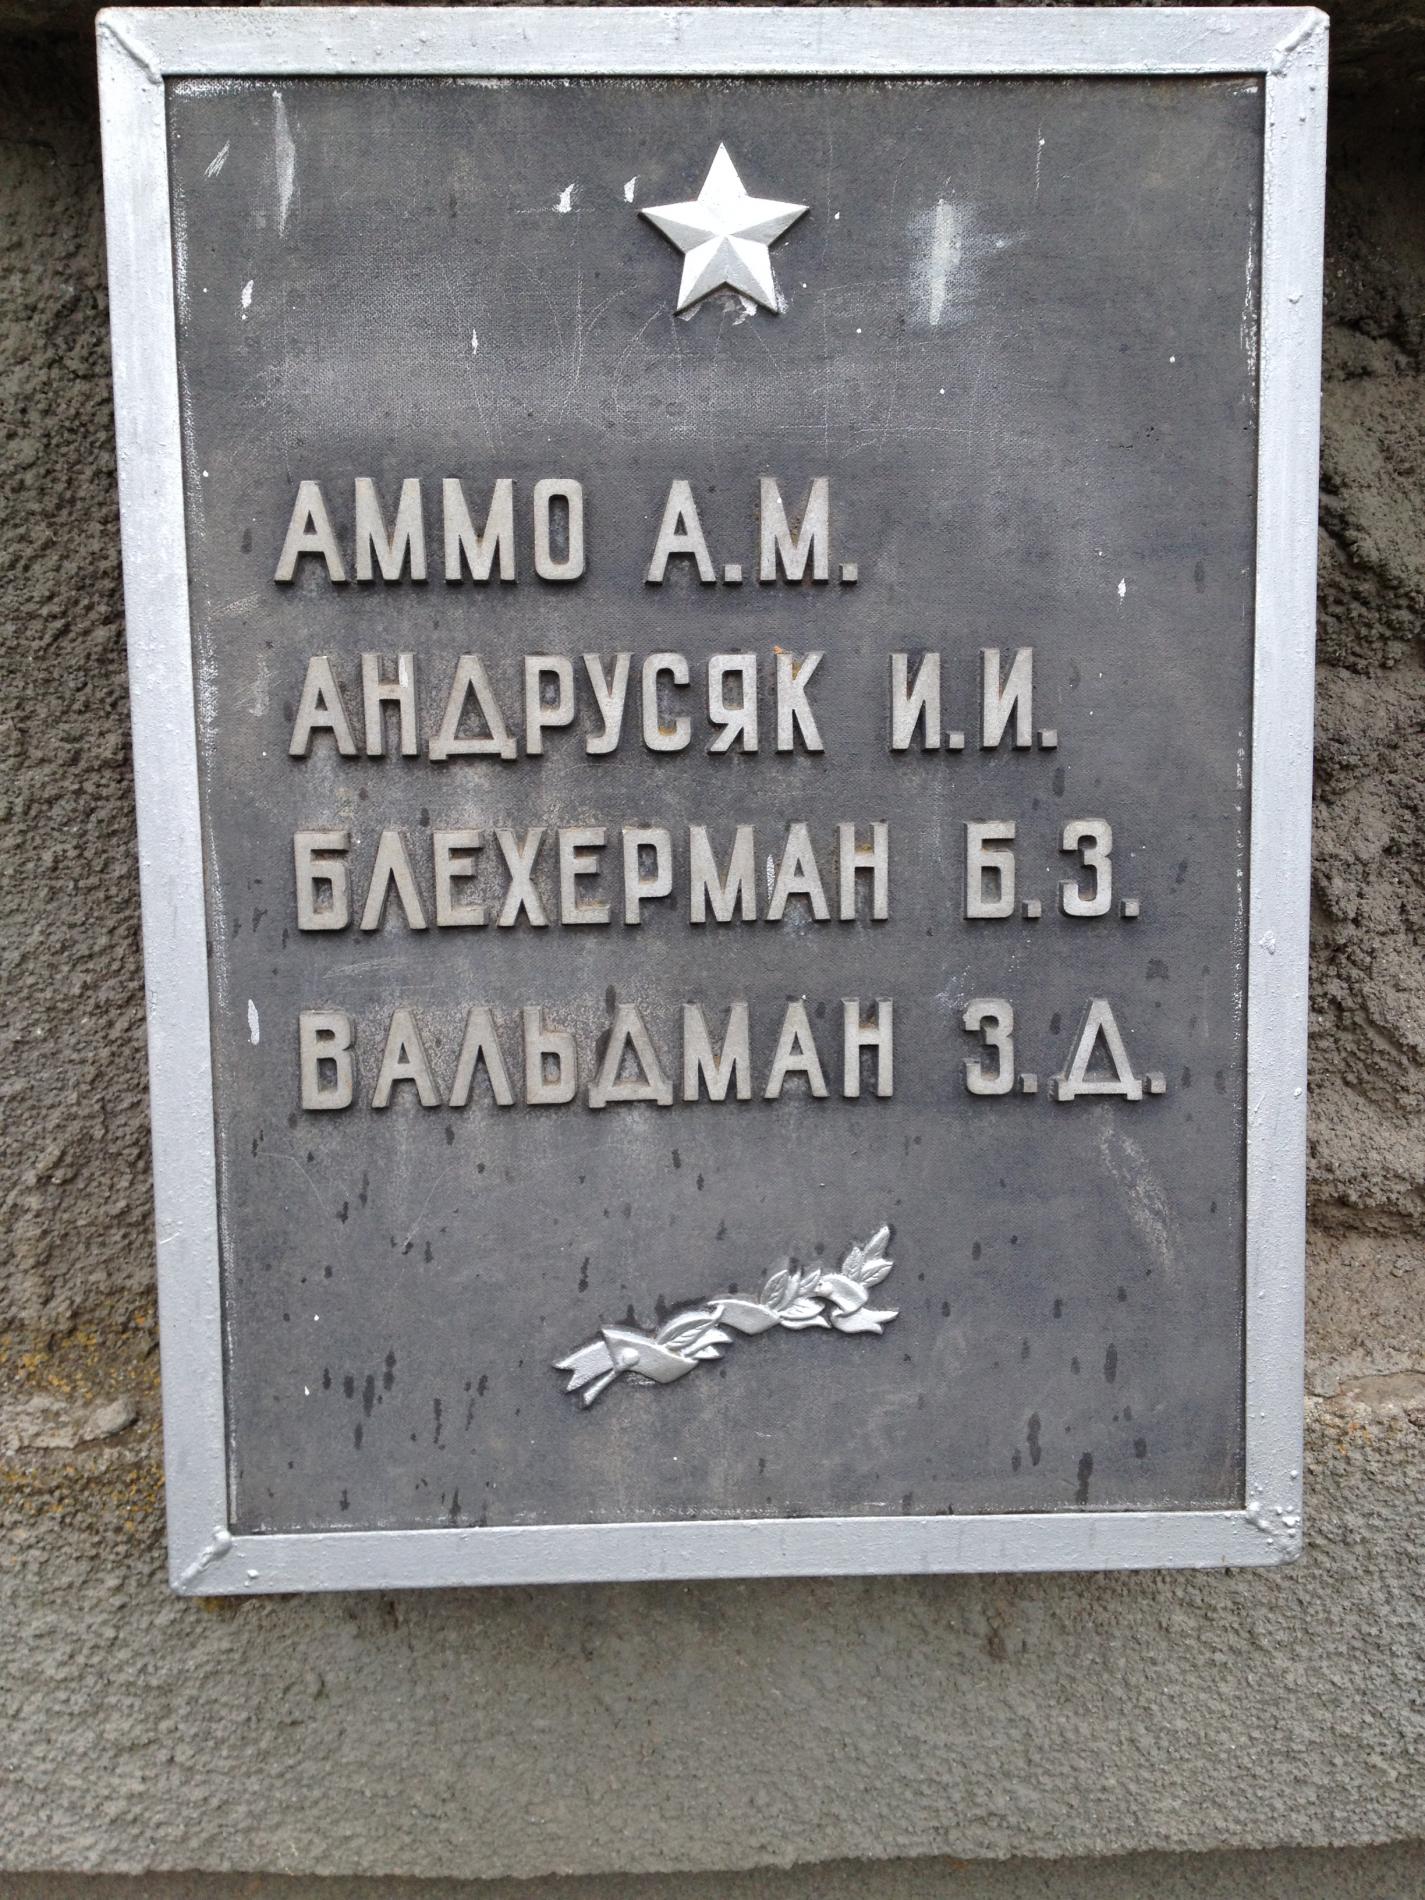 АММО А.М.
АНДРУСЯК И.И.
БЛЕХЕРМАН Б.З.
ВАЛЬДМАН З.Д.